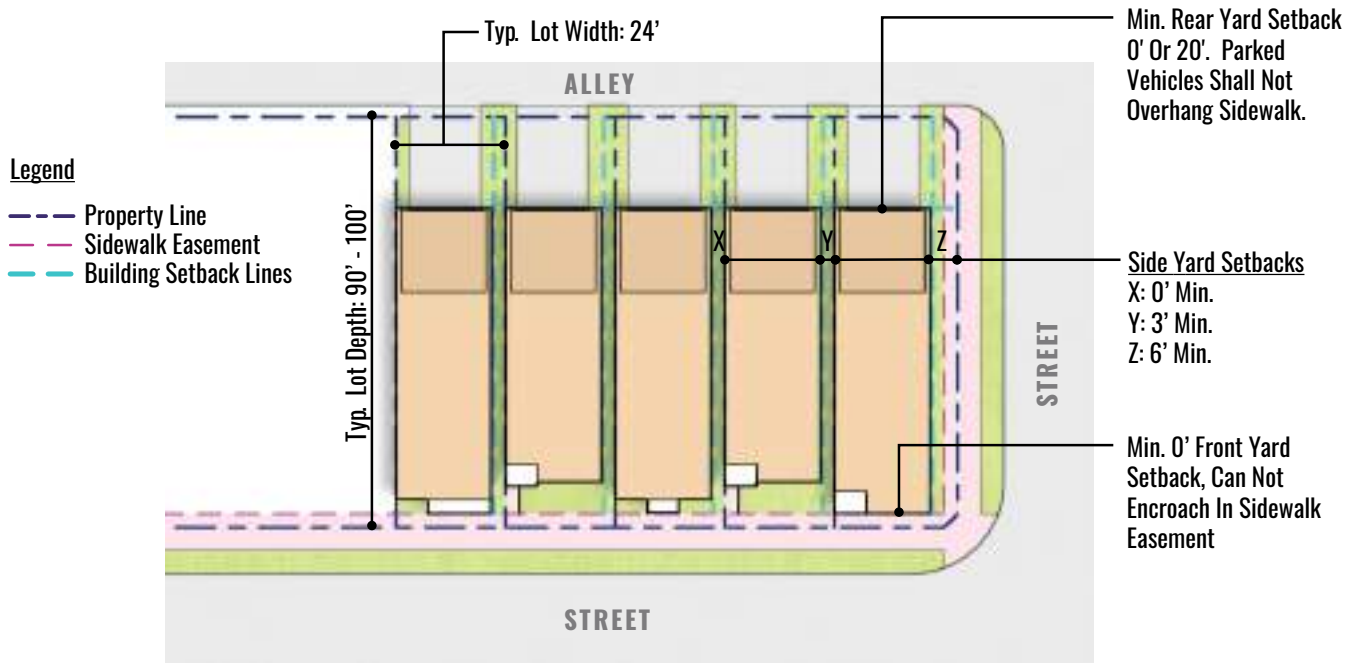 Typ. Lot Width: 24'
Min. Rear Yard Setback
0' Or 20'. Parked
Vehicles Shall Not
Overhang Sidewalk.
ALLEY
Legend
Property Line
Sidewalk Easement
Building Setback Lines
Typ. Lot Depth: 90' - 100'
X
Y
Z
Side Yard Setbacks
X: 0' Min.
Y: 3' Min.
Z: 6' Min.
STREET
Min. 0' Front Yard
Setback, Can Not
Encroach In Sidewalk
Easement
STREET